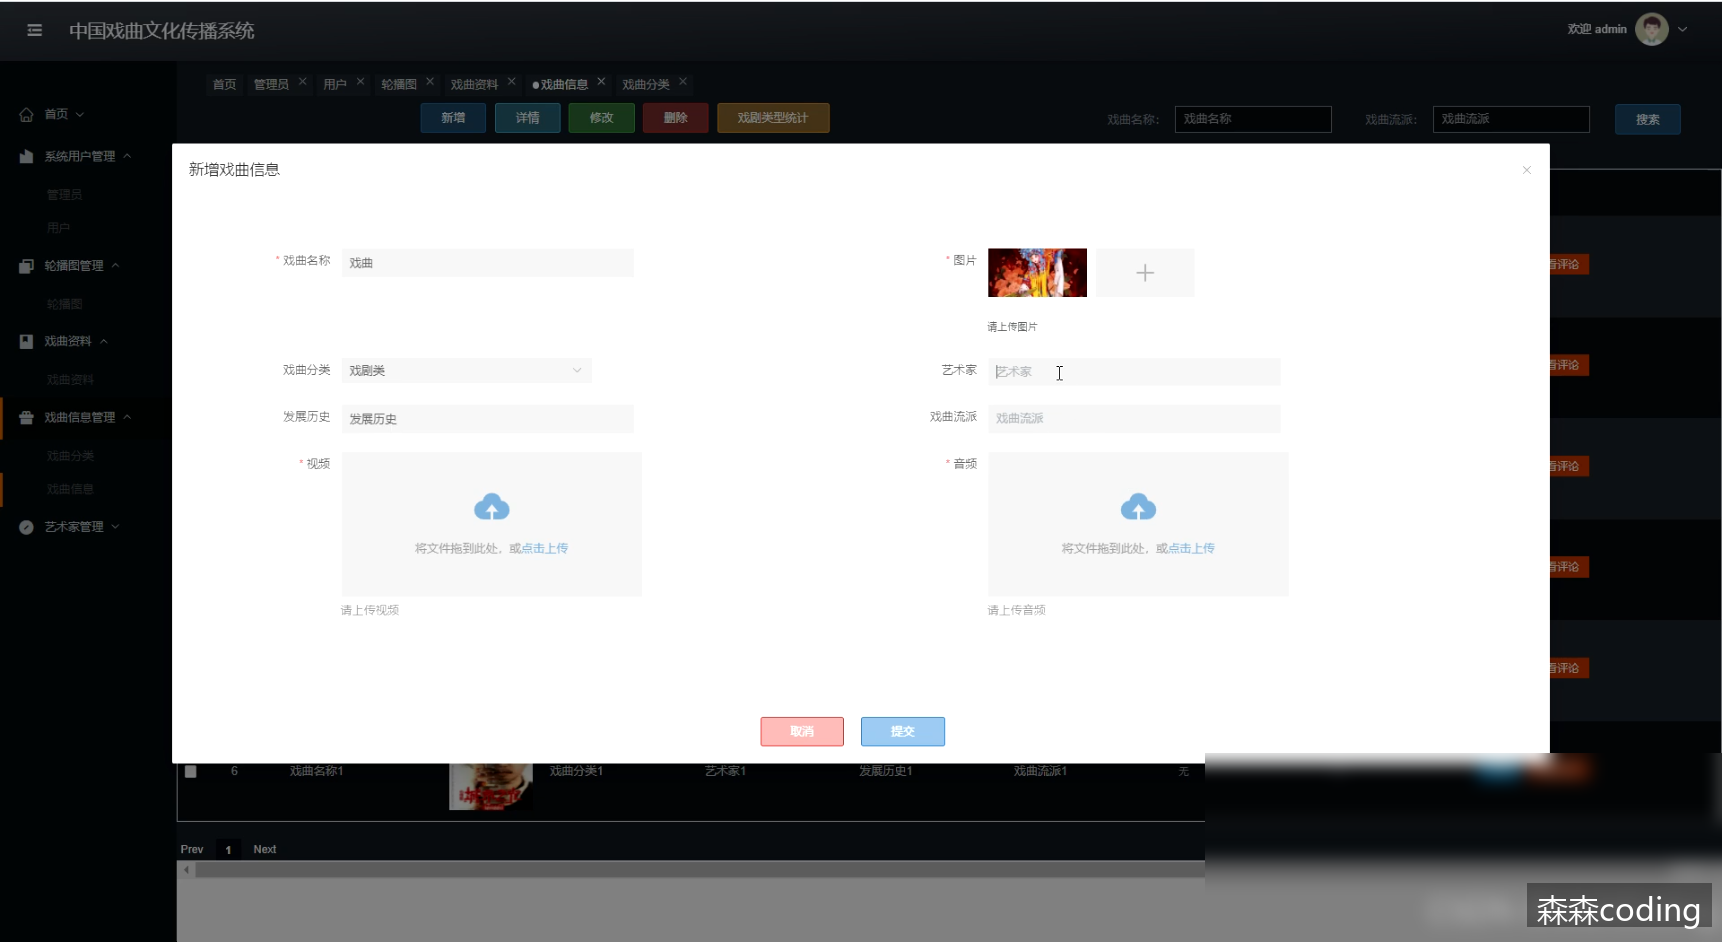 中国戏曲文化传播系统
欢迎 admin
首页 管理员 用户 轮播图 戏曲资料 戏曲信息 戏曲分类
新增 详情 修改 删除 戏剧类型统计
戏曲名称: 戏曲名称 戏曲流派: 戏曲流派 搜索
首页
系统用户管理
管理员
用户
轮播图管理
轮播图
戏曲资料
戏曲资料
戏曲信息管理
戏曲分类
戏曲信息
艺术家管理
新增戏曲信息
* 戏曲名称 戏曲
* 图片
请上传图片
戏曲分类 戏剧类
艺术家 艺术家
发展历史 发展历史
戏曲流派 戏曲流派
* 视频
将文件拖到此处，或点击上传
请上传视频
* 音频
将文件拖到此处，或点击上传
请上传音频
取消 提交
看评论
看评论
看评论
看评论
看评论
6 戏曲名称1 戏曲分类1 艺术家1 发展历史1 戏曲流派1 无
Prev 1 Next
森森coding